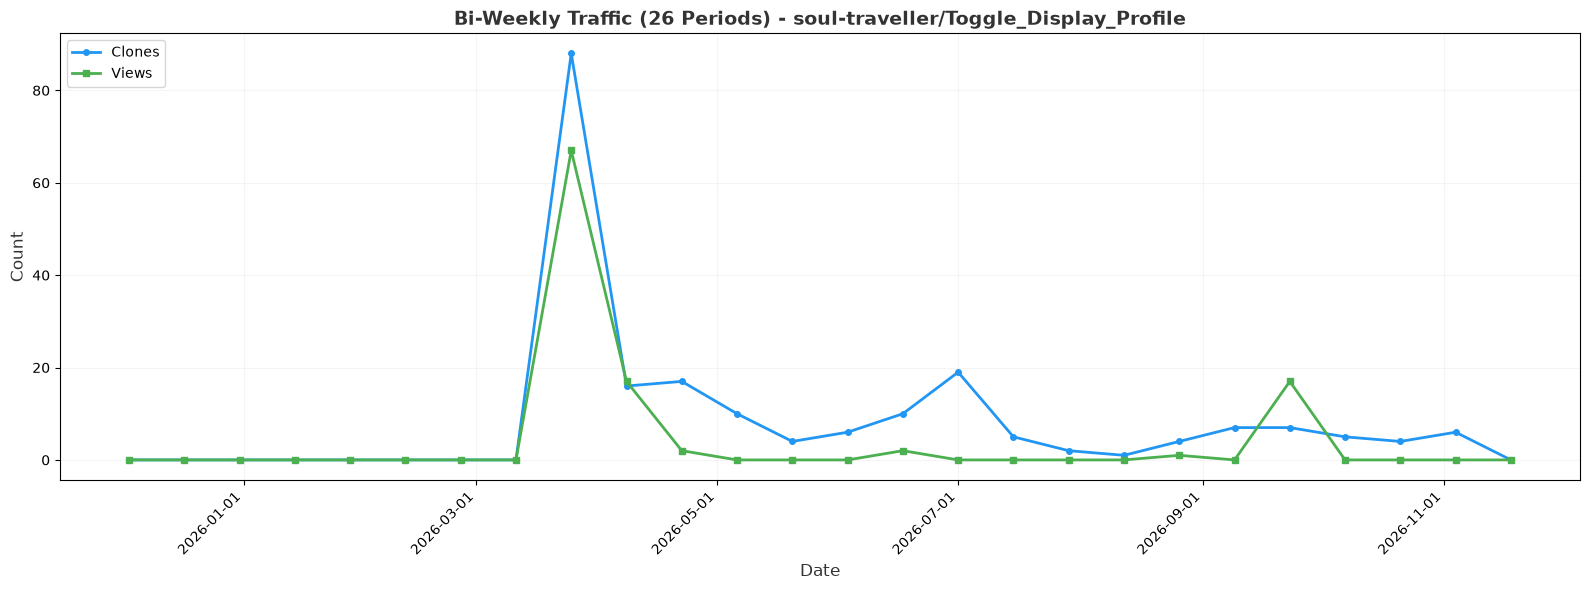 Bi-Weekly Traffic (26 Periods) - soul-traveller/Toggle_Display_Profile
Clones
Views
80
60
40
20
0
Count
2026-01-01
2026-03-01
2026-05-01
2026-07-01
2026-09-01
2026-11-01
Date